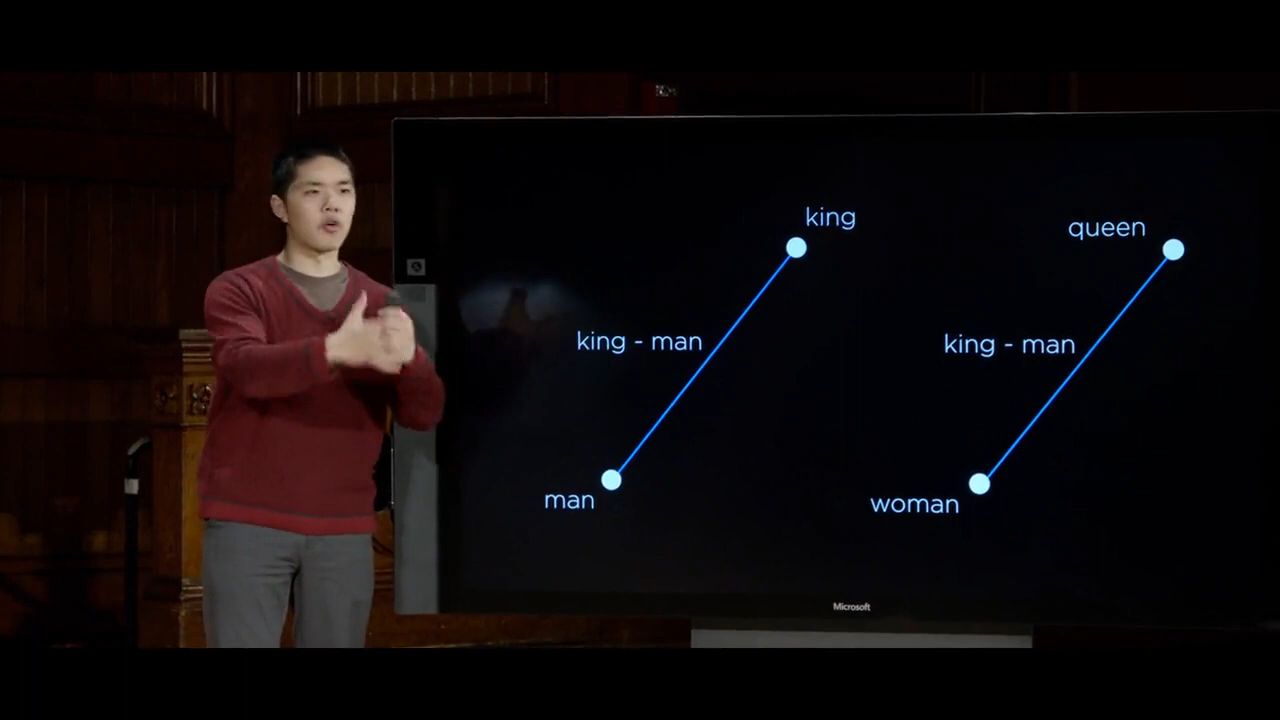 king
queen
king - man
king - man
man
woman
Microsoft